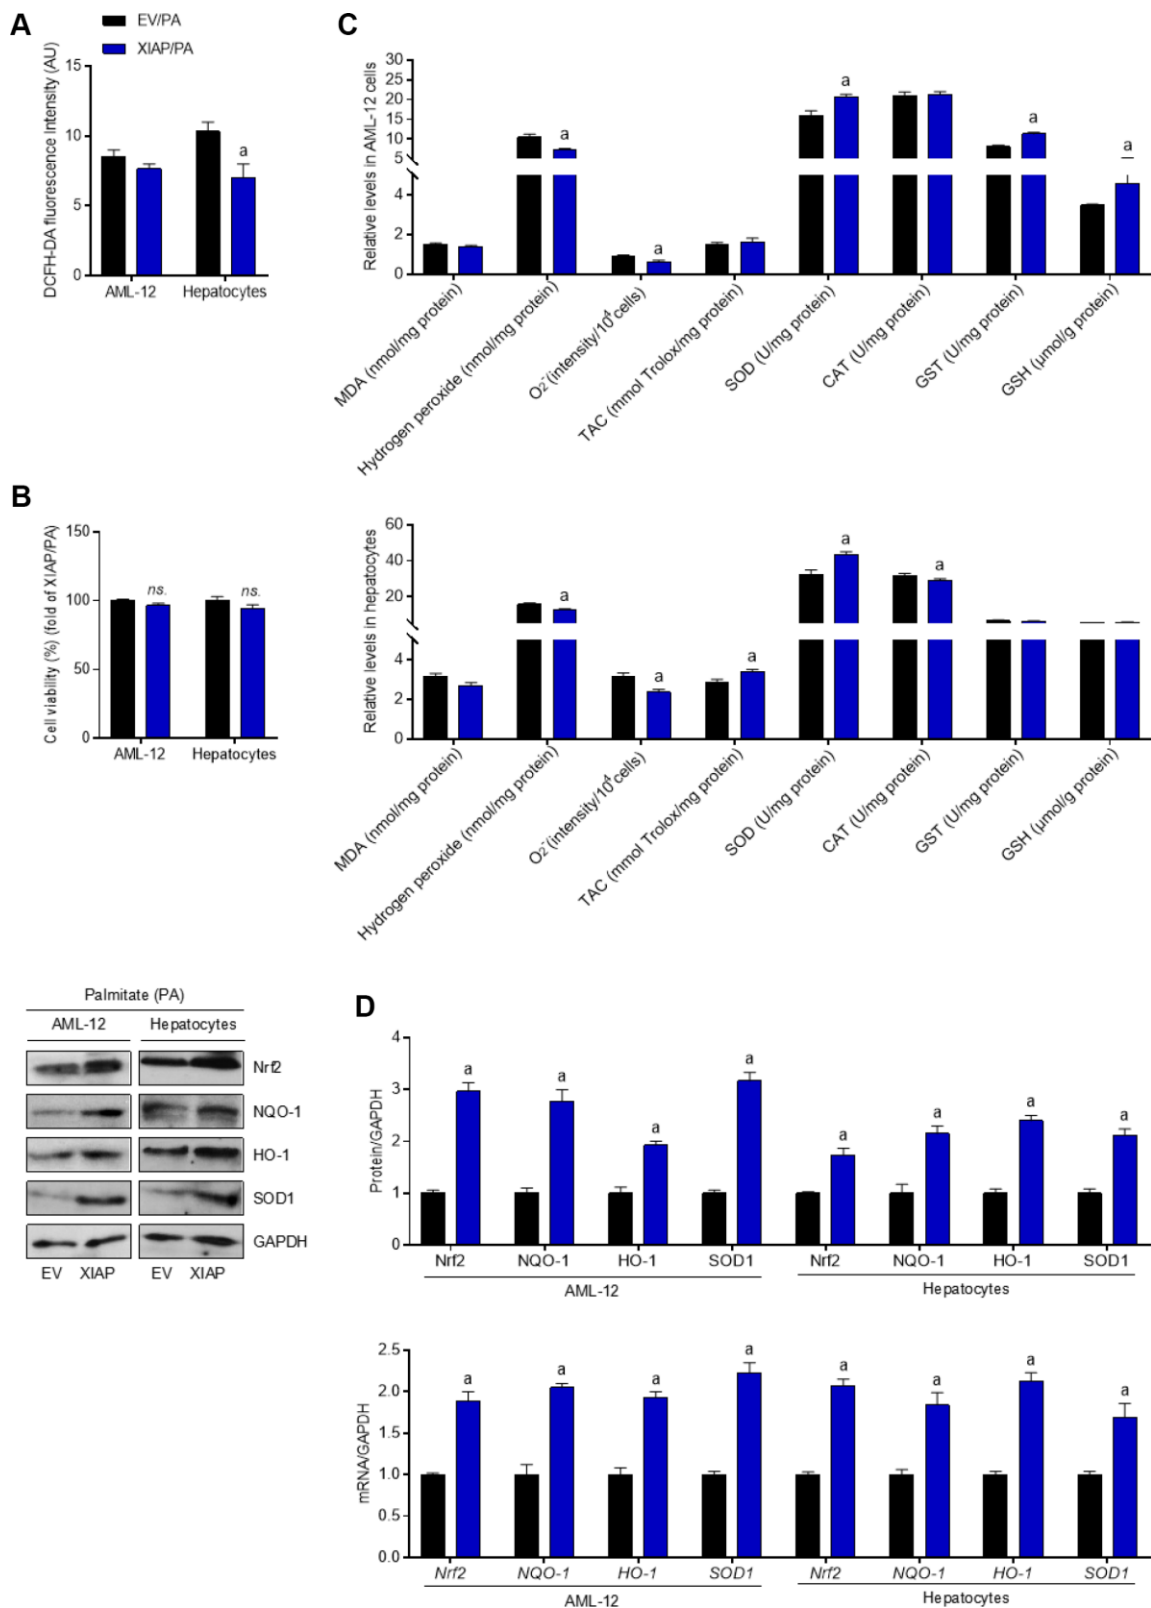 A
EV/PA
XIAP/PA
DCFH-DA fluorescence Intensity (AU)
15
10
5
0
a
AML-12
Hepatocytes
C
Relative levels in AML-12 cells
30
25
20
15
10
5
4
2
0
a
a
a
a
a
MDA (nmol/mg protein)
Hydrogen peroxide (nmol/mg protein)
O2⁻(intensity/10⁴cells)
TAC (mmol Trolox/mg protein)
SOD (U/mg protein)
CAT (U/mg protein)
GST (U/mg protein)
GSH (µmol/g protein)
B
Cell viability (%) (fold of XIAP/PA)
150
100
50
0
ns.
ns.
AML-12
Hepatocytes
Relative levels in hepatocytes
60
40
20
4
2
0
a
a
a
a
a
MDA (nmol/mg protein)
Hydrogen peroxide (nmol/mg protein)
O2⁻(intensity/10⁴cells)
TAC (mmol Trolox/mg protein)
SOD (U/mg protein)
CAT (U/mg protein)
GST (U/mg protein)
GSH (µmol/g protein)
Palmitate (PA)
AML-12
Hepatocytes
Nrf2
NQO-1
HO-1
SOD1
GAPDH
EV XIAP EV XIAP
D
Protein/GAPDH
4
3
2
1
0
a a a a a a a a
Nrf2 NQO-1 HO-1 SOD1 Nrf2 NQO-1 HO-1 SOD1
AML-12
Hepatocytes
mRNA/GAPDH
2.5
2.0
1.5
1.0
0.5
0.0
a a a a a a a a
Nrf2 NQO-1 HO-1 SOD1 Nrf2 NQO-1 HO-1 SOD1
AML-12
Hepatocytes